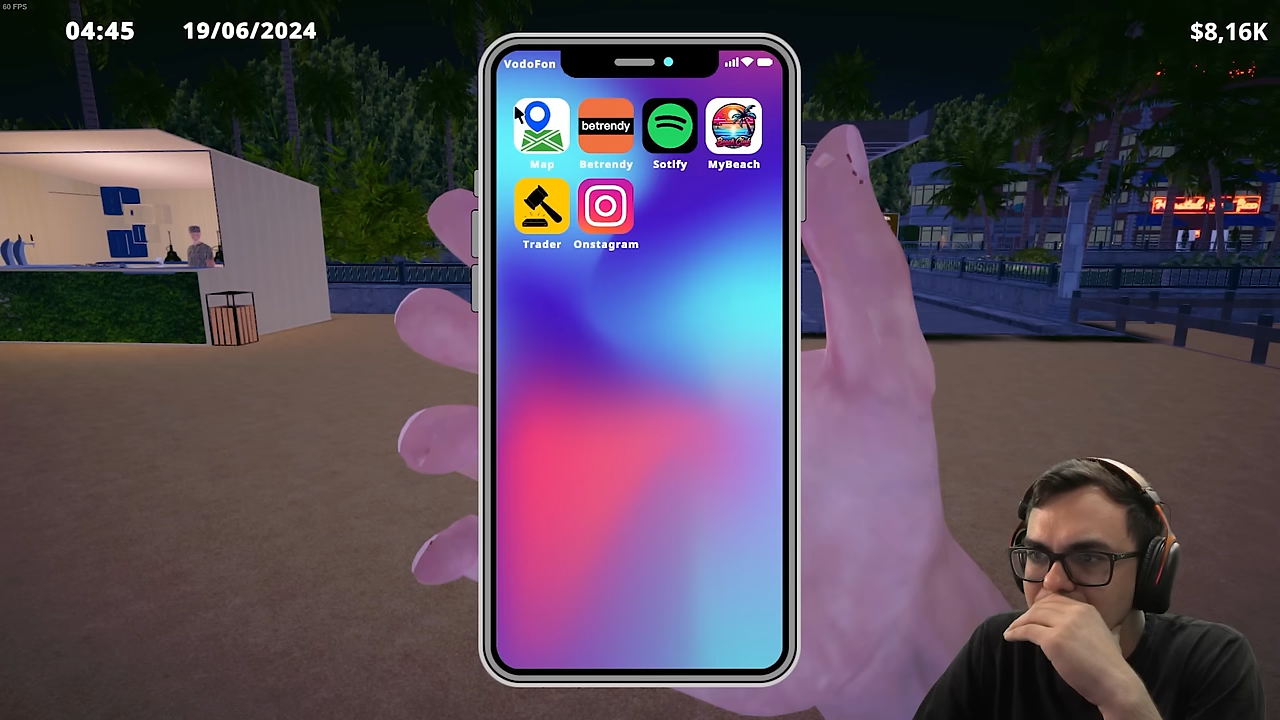 60 FPS
04:45 19/06/2024 $8,16K
VodoFon
betrendy
Map Betrendy Sotify MyBeach
Trader Onstagram